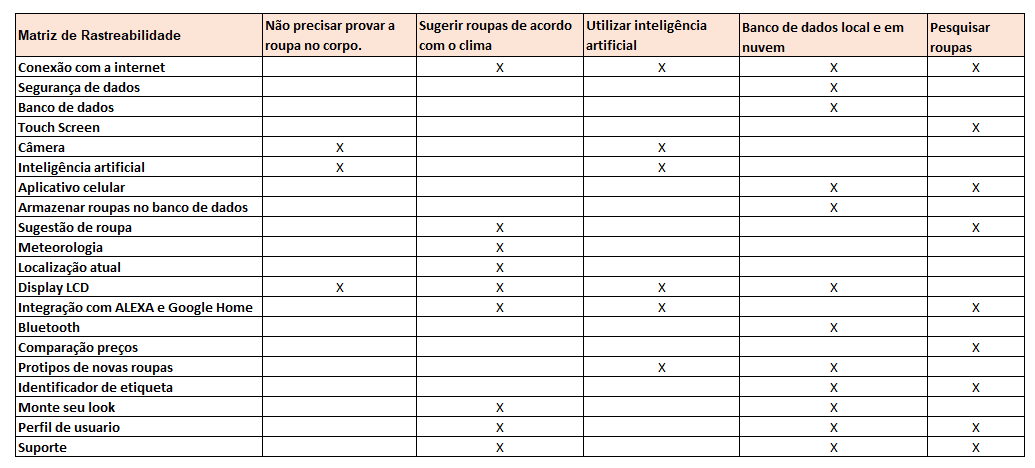 Matriz de Rastreabilidade
Não precisar provar a
roupa no corpo.
Sugerir roupas de acordo
com o clima
Utilizar inteligência
artificial
Banco de dados local e em
nuvem
Pesquisar
roupas
Conexão com a internet X X X X
Segurança de dados X
Banco de dados X
Touch Screen X
Câmera X X
Inteligência artificial X X
Aplicativo celular X X
Armazenar roupas no banco de dados X
Sugestão de roupa X X
Meteorologia X
Localização atual X
Display LCD X X X X
Integração com ALEXA e Google Home X X X
Bluetooth X
Comparação preços X
Protipos de novas roupas X X
Identificador de etiqueta X X
Monte seu look X X
Perfil de usuario X X X
Suporte X X X